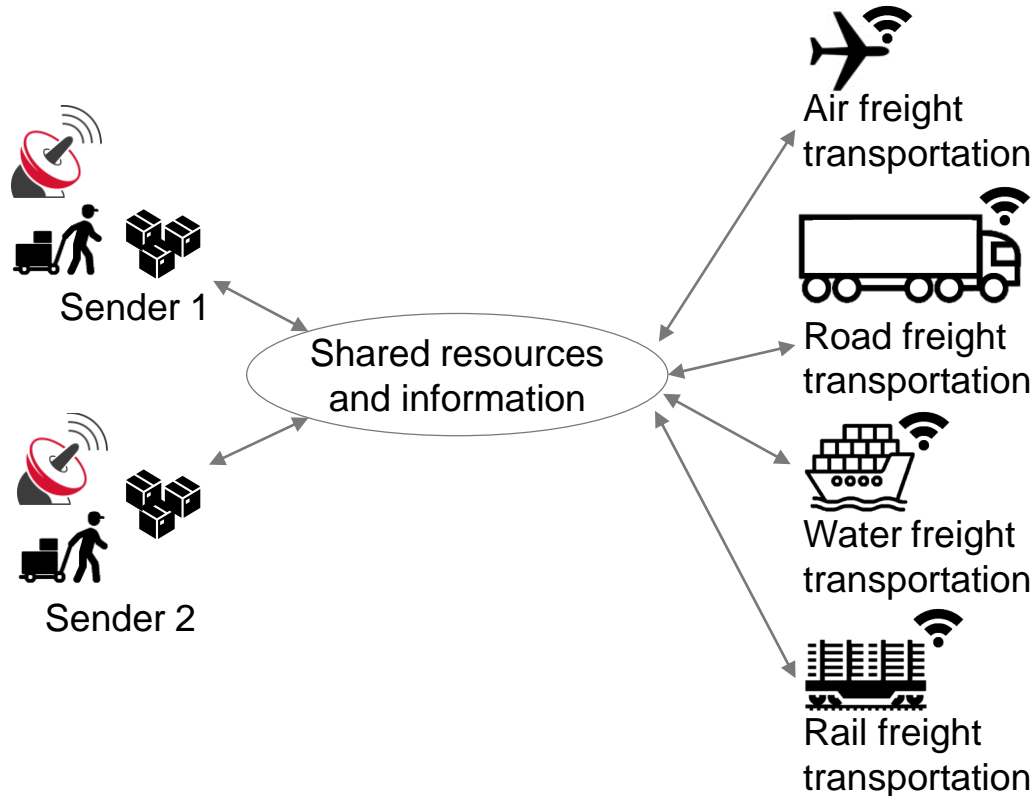 Sender 1
Sender 2
Shared resources
and information
Air freight
transportation
Road freight
transportation
Water freight
transportation
Rail freight
transportation